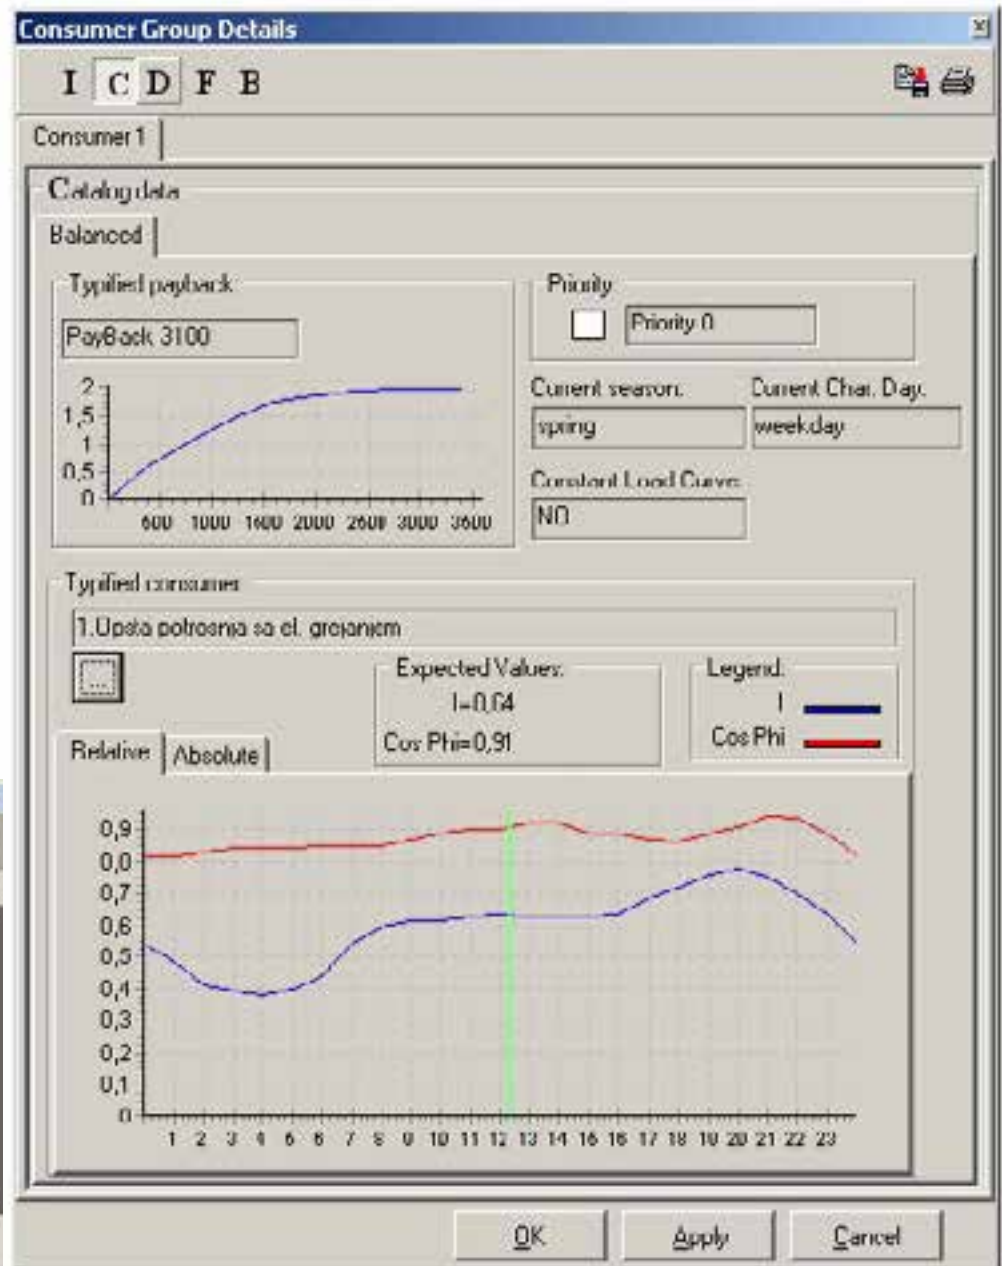 Consumer Group Details
I C D F B
Consumer 1
Catalog data
Balanced
Typified payback
PayBack 3100
2
1,5
1
0,5
0
500 1000 1500 2000 2500 3000 3500
Priority
Priority 0
Current season: Current Char. Day:
spring weekday
Constant Load Curve:
NO
Typified consumer
1.Opsta potrosnja sa el. grejanjem
...
Expected Values:
I=0,64
Cos Phi=0,91
Legend:
I
Cos Phi
Relative Absolute
0,9
0,8
0,7
0,6
0,5
0,4
0,3
0,2
0,1
0
1 2 3 4 5 6 7 8 9 10 11 12 13 14 15 16 17 18 19 20 21 22 23
OK Apply Cancel